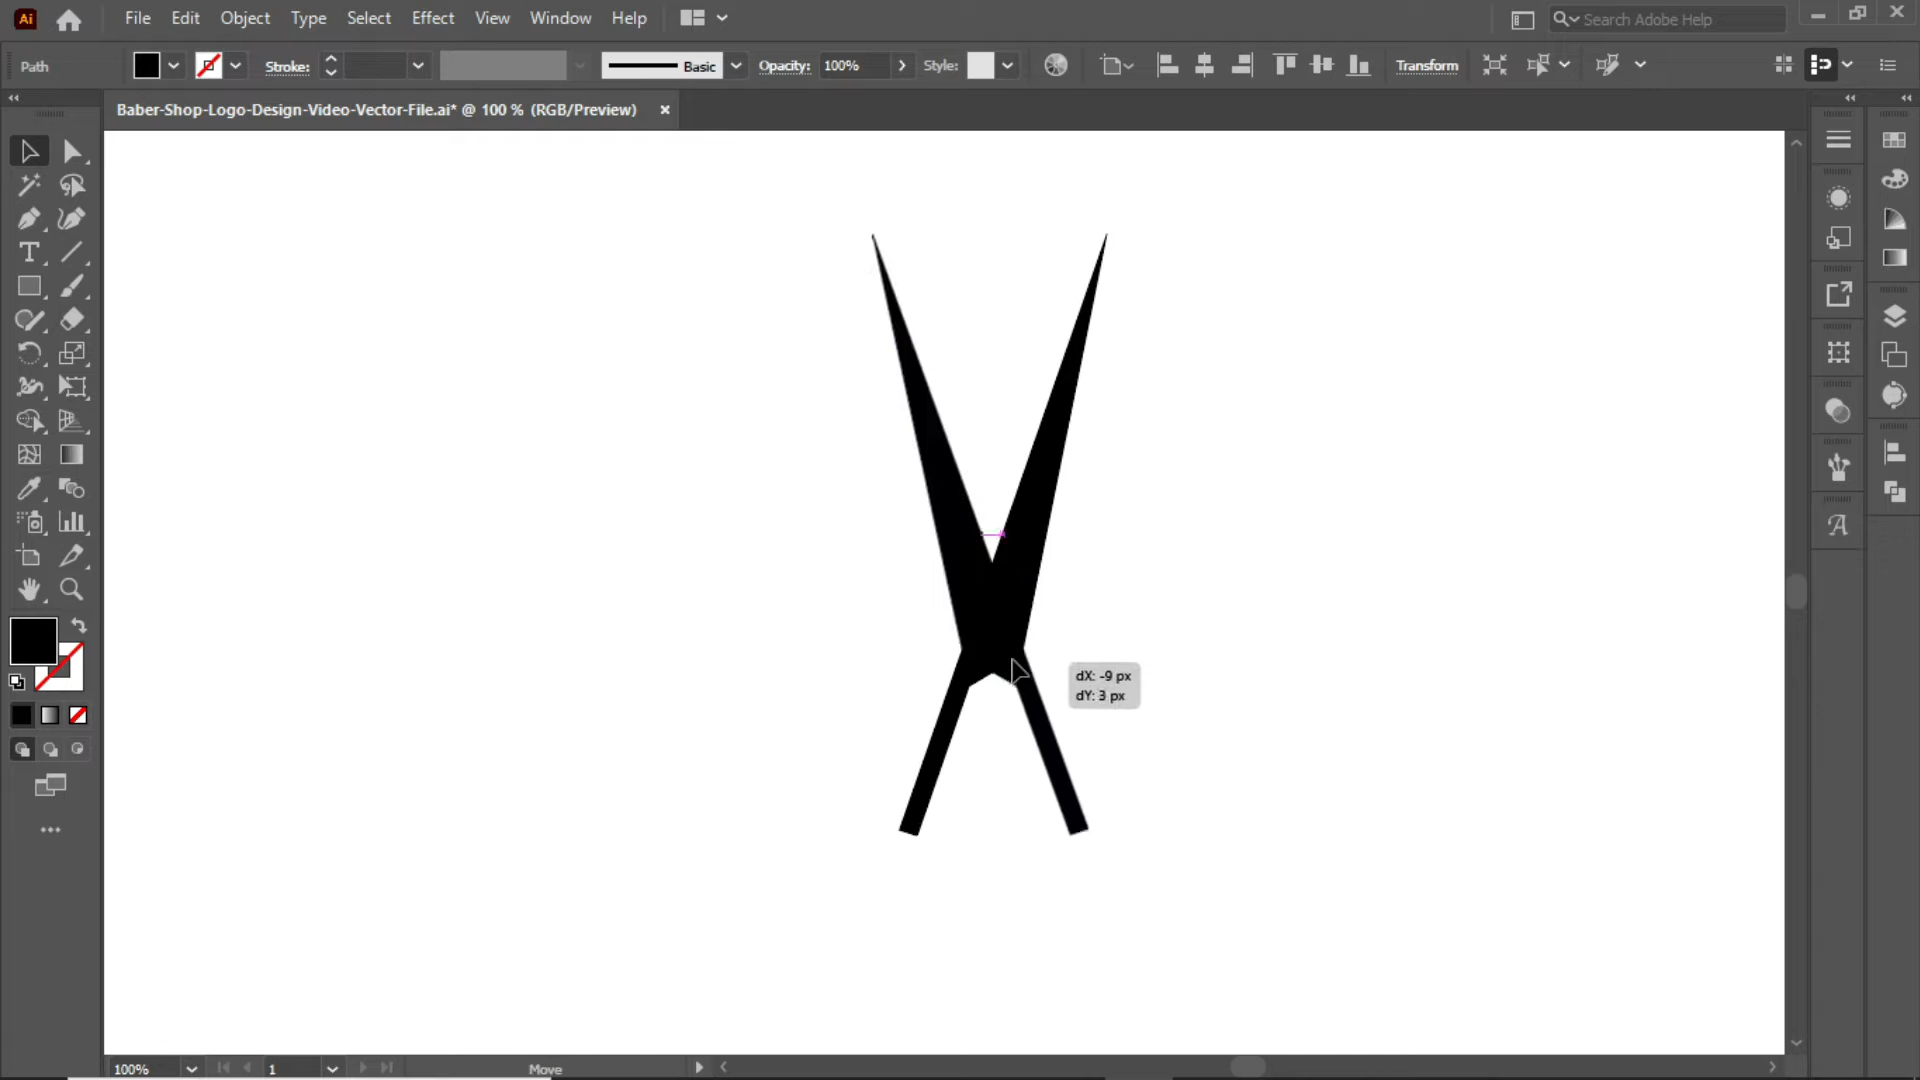 Ai File Edit Object Type Select Effect View Window Help Search Adobe Help
Path Stroke: Basic Opacity: 100% Style: Transform
Baber-Shop-Logo-Design-Video-Vector-File.ai* @ 100 % (RGB/Preview) ×
dX: -9 px
dY: 3 px
100% 1 Move